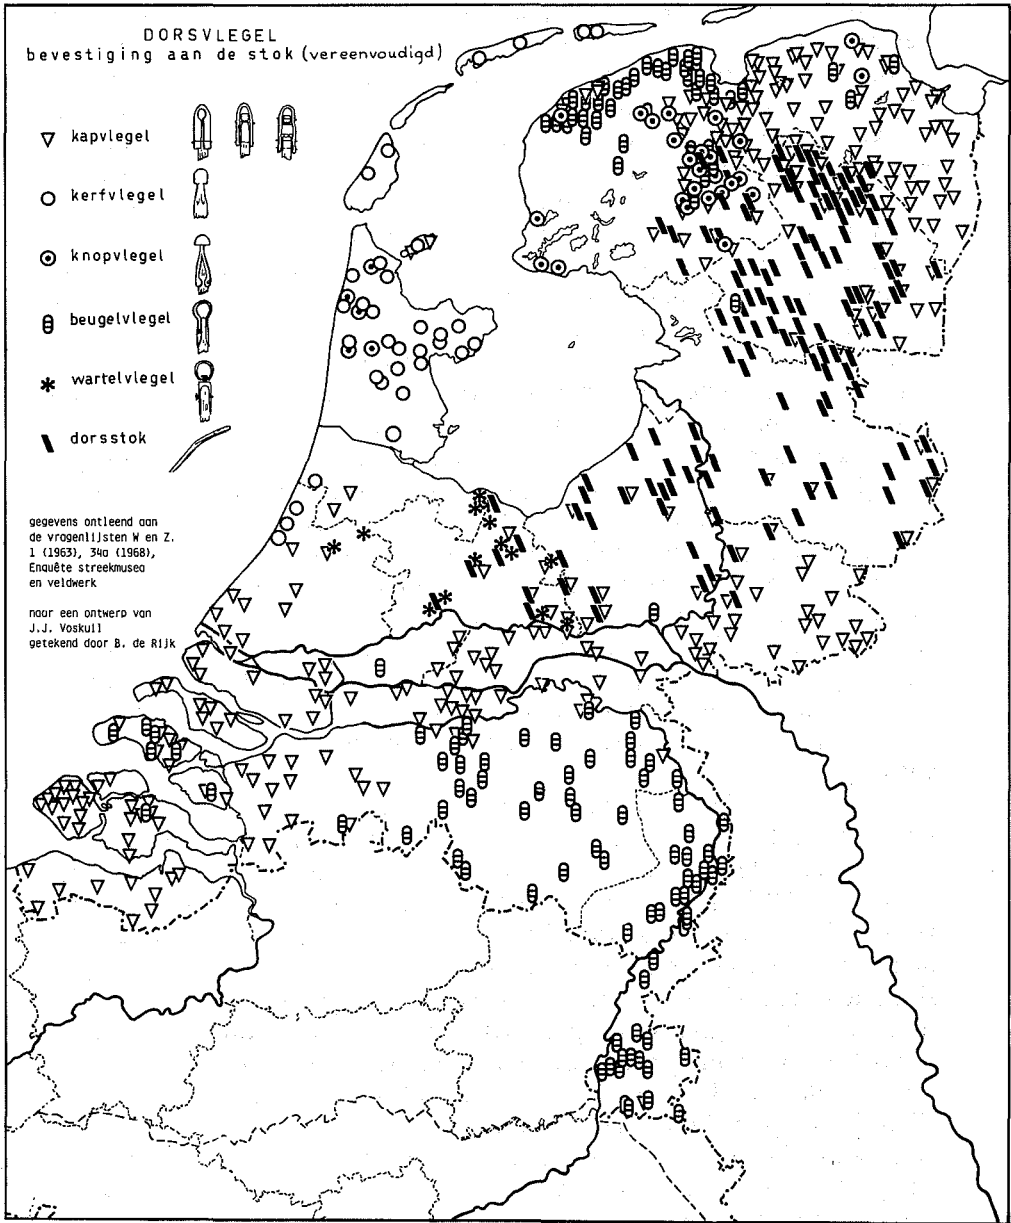 DORSVLEGEL
bevestiging aan de stok (vereenvoudigd)
kapvlegel
kerfvlegel
knopvlegel
beugelvlegel
wartelvlegel
dorsstok
gegevens ontleend aan
de vragenlijsten W en Z.
1 (1963), 34a (1968),
Enquête streekmusea
en veldwerk
naar een ontwerp van
J.J. Voskuil
getekend door B. de Rijk